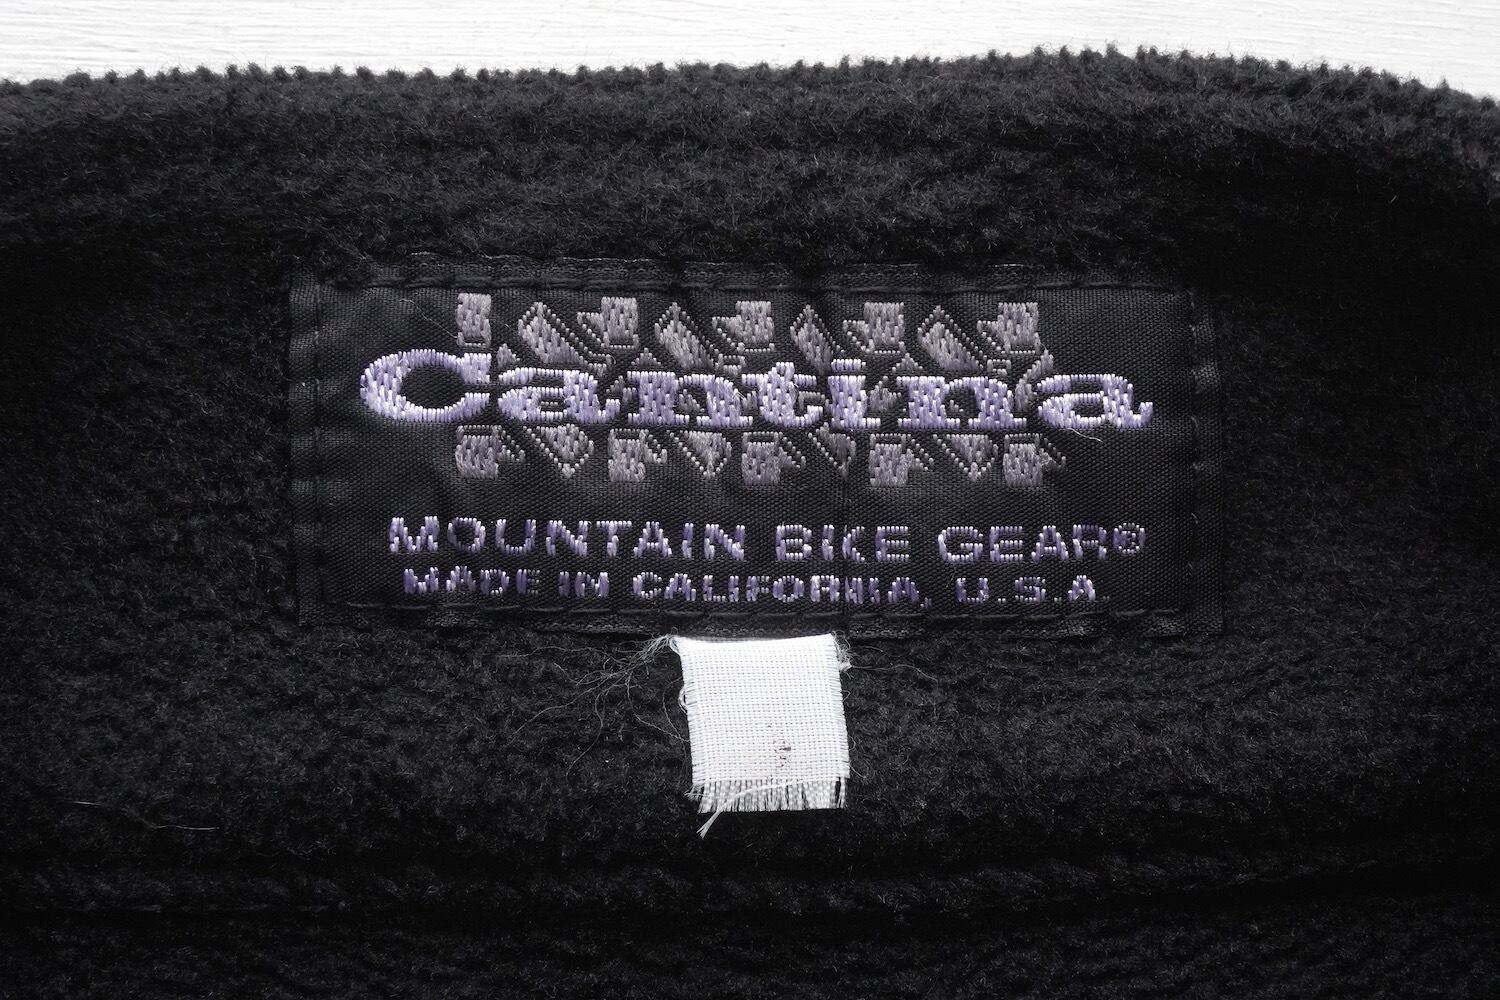 Cantina
MOUNTAIN BIKE GEAR®
MADE IN CALIFORNIA, U.S.A